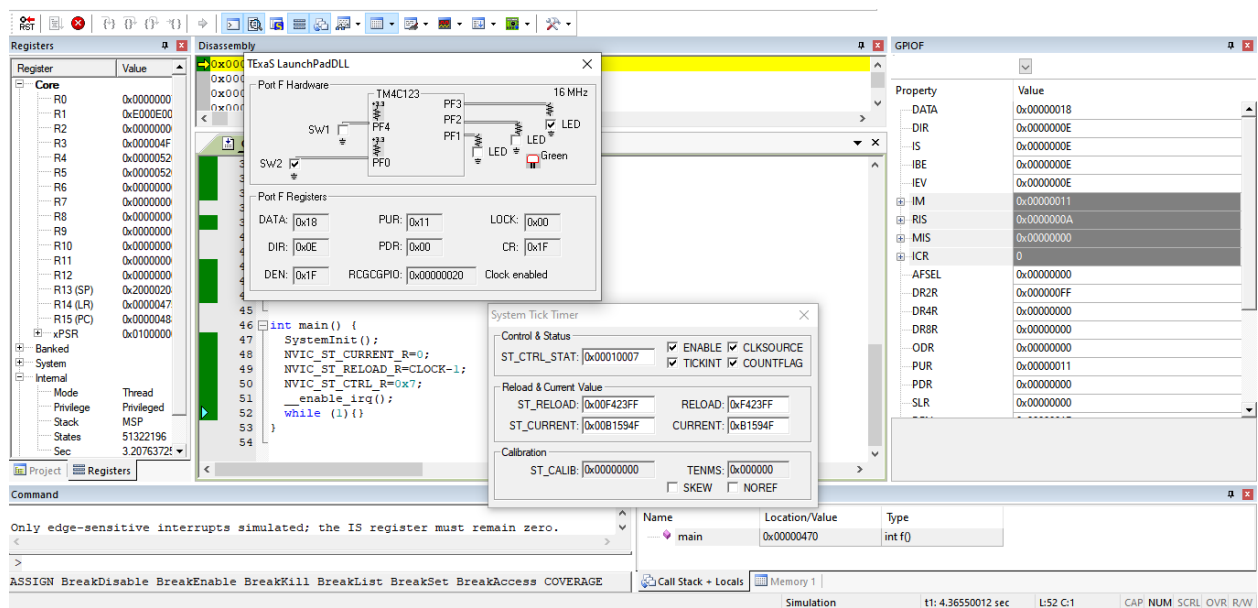 RST
Registers
Register Value
Core
R0 0x0000000
R1 0xE000E00
R2 0x0000000
R3 0x000004F
R4 0x0000052
R5 0x0000052
R6 0x0000000
R7 0x0000000
R8 0x0000000
R9 0x0000000
R10 0x0000000
R11 0x0000000
R12 0x0000000
R13 (SP) 0x2000020
R14 (LR) 0x0000047
R15 (PC) 0x0000048
xPSR 0x0100000
Banked
System
Internal
Mode Thread
Privilege Privileged
Stack MSP
States 51322196
Sec 3.2076372
Project Registers
Disassembly
0x000
0x000
0x000
0x000
TExaS LaunchPadDLL
Port F Hardware
TM4C123 16 MHz
+3.3 PF3
SW1 PF4 PF2 LED
+3.3 PF1 LED
SW2 PF0 LED Green
Port F Registers
DATA: 0x18 PUR: 0x11 LOCK: 0x00
DIR: 0x0E PDR: 0x00 CR: 0x1F
DEN: 0x1F RCGCGPIO: 0x00000020 Clock enabled
45
46 int main() {
47 SystemInit();
48 NVIC_ST_CURRENT_R=0;
49 NVIC_ST_RELOAD_R=CLOCK-1;
50 NVIC_ST_CTRL_R=0x7;
51 __enable_irq();
52 while (1){}
53 }
54
System Tick Timer
Control & Status
ST_CTRL_STAT: 0x00010007 ENABLE CLKSOURCE
TICKINT COUNTFLAG
Reload & Current Value
ST_RELOAD: 0x00F423FF RELOAD: 0xF423FF
ST_CURRENT: 0x00B1594F CURRENT: 0xB1594F
Calibration
ST_CALIB: 0x00000000 TENMS: 0x000000
SKEW NOREF
GPIOF
Property Value
DATA 0x00000018
DIR 0x0000000E
IS 0x0000000E
IBE 0x0000000E
IEV 0x0000000E
IM 0x00000011
RIS 0x0000000A
MIS 0x00000000
ICR 0
AFSEL 0x00000000
DR2R 0x000000FF
DR4R 0x00000000
DR8R 0x00000000
ODR 0x00000000
PUR 0x00000011
PDR 0x00000000
SLR 0x00000000
Command
Only edge-sensitive interrupts simulated; the IS register must remain zero.
>
ASSIGN BreakDisable BreakEnable BreakKill BreakList BreakSet BreakAccess COVERAGE
Name Location/Value Type
main 0x00000470 int f()
Call Stack + Locals Memory 1
Simulation t1: 4.36550012 sec L:52 C:1 CAP NUM SCRL OVR R/W